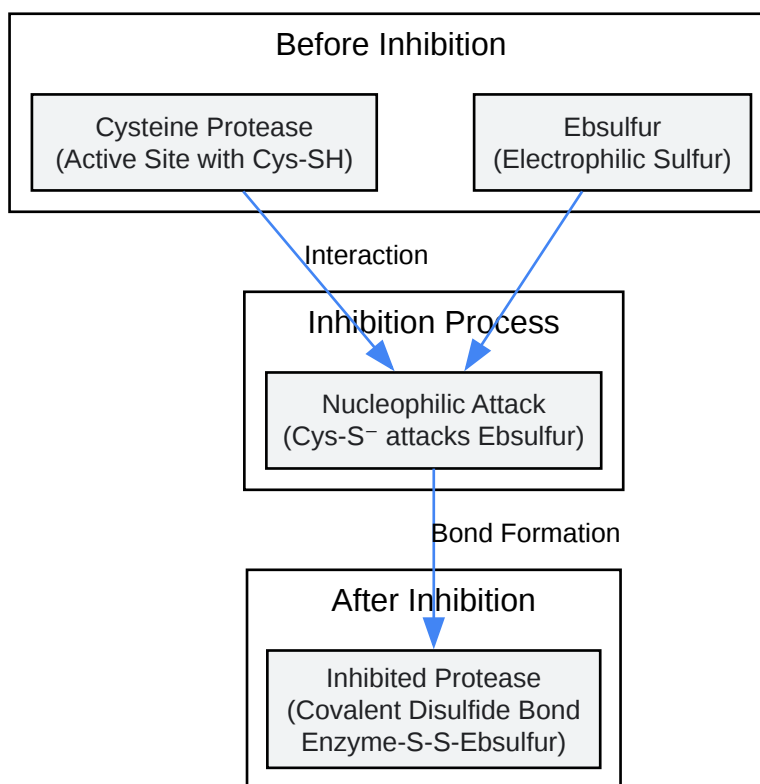 Before Inhibition
Cysteine Protease
(Active Site with Cys-SH)
Ebsulfur
(Electrophilic Sulfur)
Interaction
Inhibition Process
Nucleophilic Attack
(Cys-S⁻ attacks Ebsulfur)
Bond Formation
After Inhibition
Inhibited Protease
(Covalent Disulfide Bond
Enzyme-S-S-Ebsulfur)